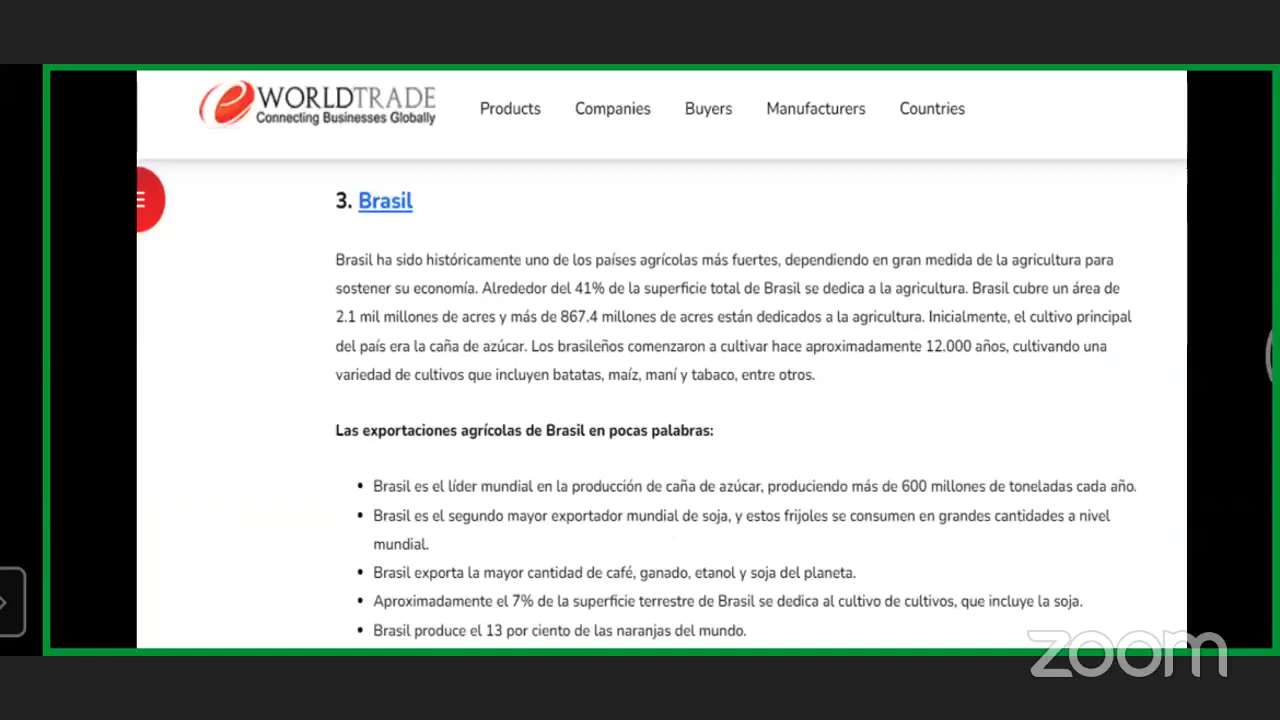 WORLDTRADE
Connecting Businesses Globally
Products Companies Buyers Manufacturers Countries
3. Brasil
Brasil ha sido históricamente uno de los países agrícolas más fuertes, dependiendo en gran medida de la agricultura para
sostener su economía. Alrededor del 41% de la superficie total de Brasil se dedica a la agricultura. Brasil cubre un área de
2.1 mil millones de acres y más de 867.4 millones de acres están dedicados a la agricultura. Inicialmente, el cultivo principal
del país era la caña de azúcar. Los brasileños comenzaron a cultivar hace aproximadamente 12.000 años, cultivando una
variedad de cultivos que incluyen batatas, maíz, maní y tabaco, entre otros.
Las exportaciones agrícolas de Brasil en pocas palabras:
• Brasil es el líder mundial en la producción de caña de azúcar, produciendo más de 600 millones de toneladas cada año.
• Brasil es el segundo mayor exportador mundial de soja, y estos frijoles se consumen en grandes cantidades a nivel
mundial.
• Brasil exporta la mayor cantidad de café, ganado, etanol y soja del planeta.
• Aproximadamente el 7% de la superficie terrestre de Brasil se dedica al cultivo de cultivos, que incluye la soja.
• Brasil produce el 13 por ciento de las naranjas del mundo.
zoom